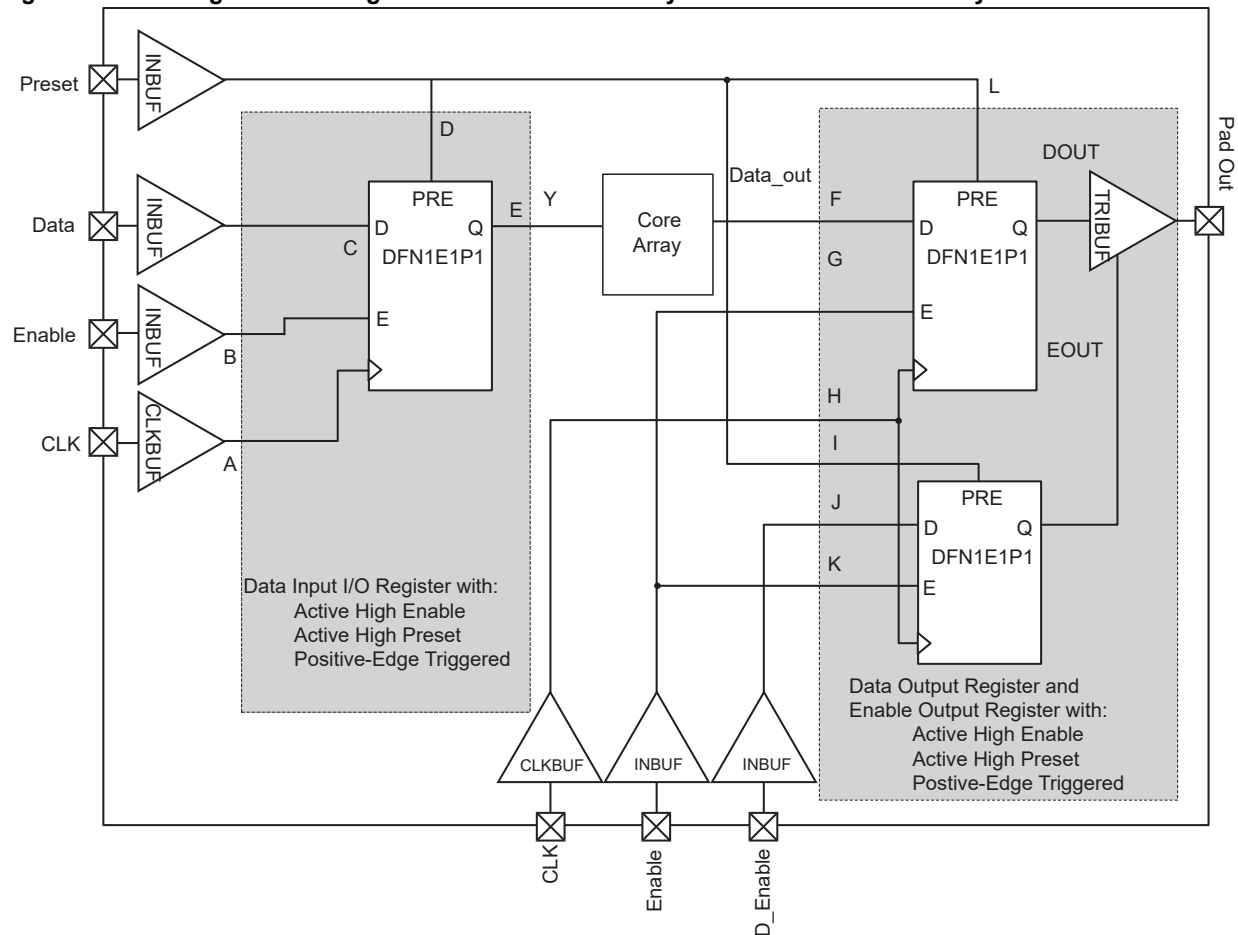 Preset
INBUF
L
D
Pad Out
DOUT
Data_out
PRE
PRE
TRIBUF
INBUF
E
Y
F
Data
D
Q
Core
Array
D
Q
C
DFN1E1P1
G
DFN1E1P1
INBUF
Enable
E
E
B
EOUT
CLKBUF
H
CLK
A
I
PRE
J
D
Q
DFN1E1P1
K
E
Data Input I/O Register with:
Active High Enable
Active High Preset
Positive-Edge Triggered
Data Output Register and
Enable Output Register with:
Active High Enable
Active High Preset
Postive-Edge Triggered
CLKBUF
INBUF
INBUF
CLK
Enable
D_Enable